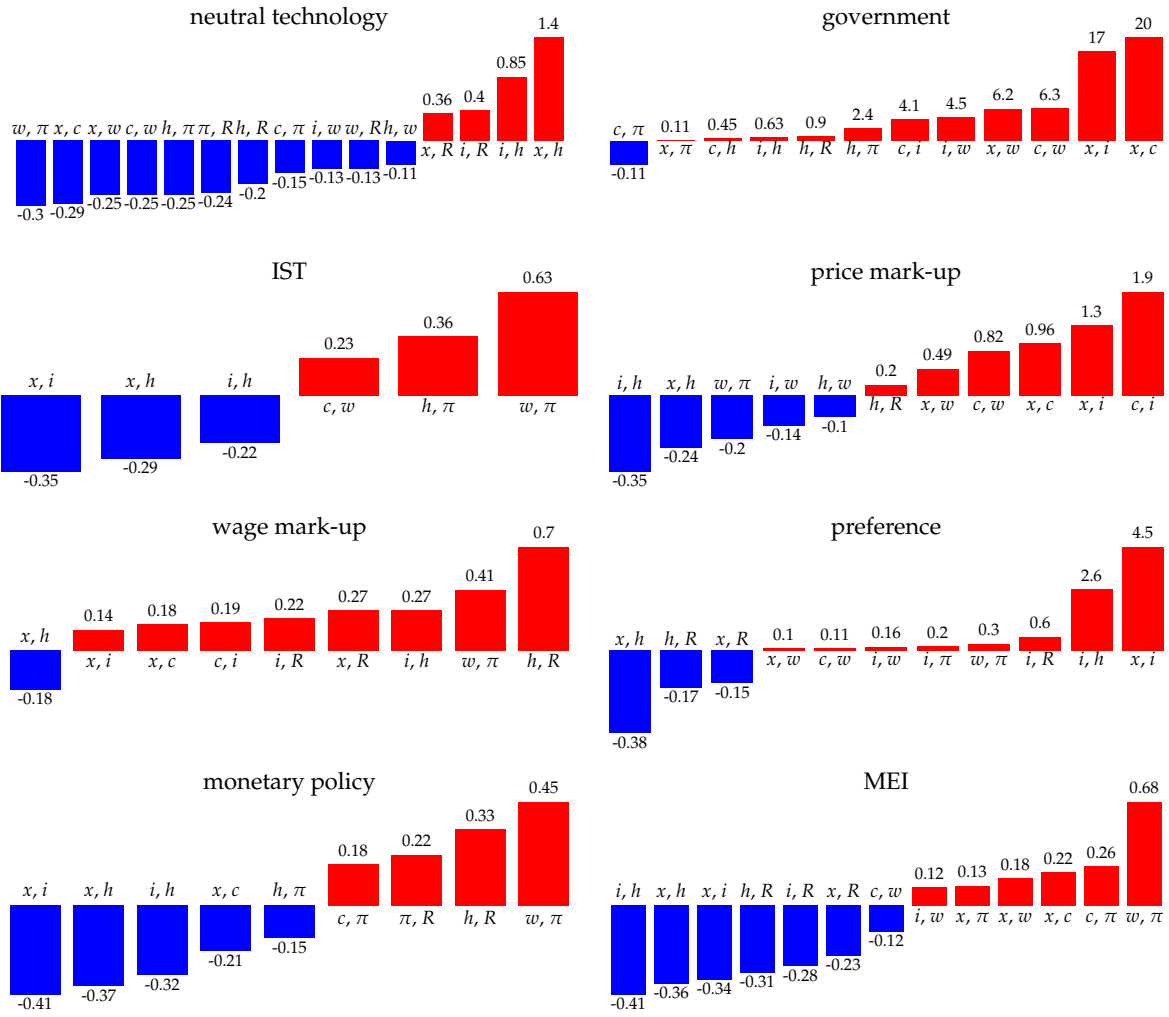 neutral technology
1.4
0.85
0.36 0.4
w, π x, c x, w c, w h, π π, R h, R c, π i, w w, R h, w
x, R i, R i, h x, h
-0.3 -0.29 -0.25 -0.25 -0.25 -0.24 -0.2 -0.15 -0.13 -0.13 -0.11
government
20
17
0.11 0.45 0.63 0.9 2.4 4.1 4.5 6.2 6.3
c, π
x, π c, h i, h h, R h, π c, i i, w x, w c, w x, i x, c
-0.11
IST
0.63
0.36
0.23
x, i x, h i, h
c, w h, π w, π
-0.35 -0.29 -0.22
price mark-up
1.9
1.3
0.2 0.49 0.82 0.96
i, h x, h w, π i, w h, w
h, R x, w c, w x, c x, i c, i
-0.35 -0.24 -0.2 -0.14 -0.1
wage mark-up
0.7
0.14 0.18 0.19 0.22 0.27 0.27 0.41
x, h
x, i x, c c, i i, R x, R i, h w, π h, R
-0.18
preference
4.5
2.6
0.1 0.11 0.16 0.2 0.3 0.6
x, h h, R x, R
x, w c, w i, w i, π w, π i, R i, h x, i
-0.38 -0.17 -0.15
monetary policy
0.45
0.18 0.22 0.33
x, i x, h i, h x, c h, π
c, π π, R h, R w, π
-0.41 -0.37 -0.32 -0.21 -0.15
MEI
0.68
0.12 0.13 0.18 0.22 0.26
i, h x, h x, i h, R i, R x, R c, w
i, w x, π x, w x, c c, π w, π
-0.41 -0.36 -0.34 -0.31 -0.28 -0.23 -0.12